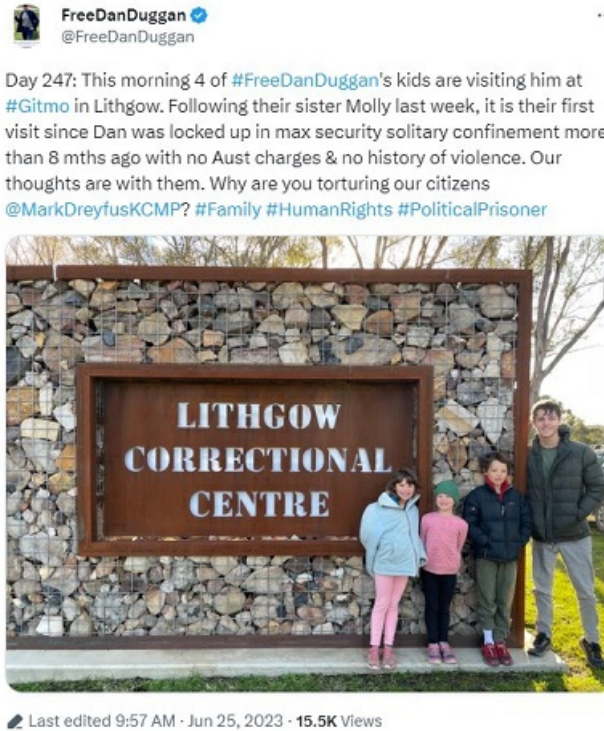 FreeDanDuggan
@FreeDanDuggan
Day 247: This morning 4 of #FreeDanDuggan's kids are visiting him at
#Gitmo in Lithgow. Following their sister Molly last week, it is their first
visit since Dan was locked up in max security solitary confinement more
than 8 mths ago with no Aust charges & no history of violence. Our
thoughts are with them. Why are you torturing our citizens
@MarkDreyfusKCMP? #Family #HumanRights #PoliticalPrisoner
LITHGOW
CORRECTIONAL
CENTRE
Last edited 9:57 AM · Jun 25, 2023 · 15.5K Views